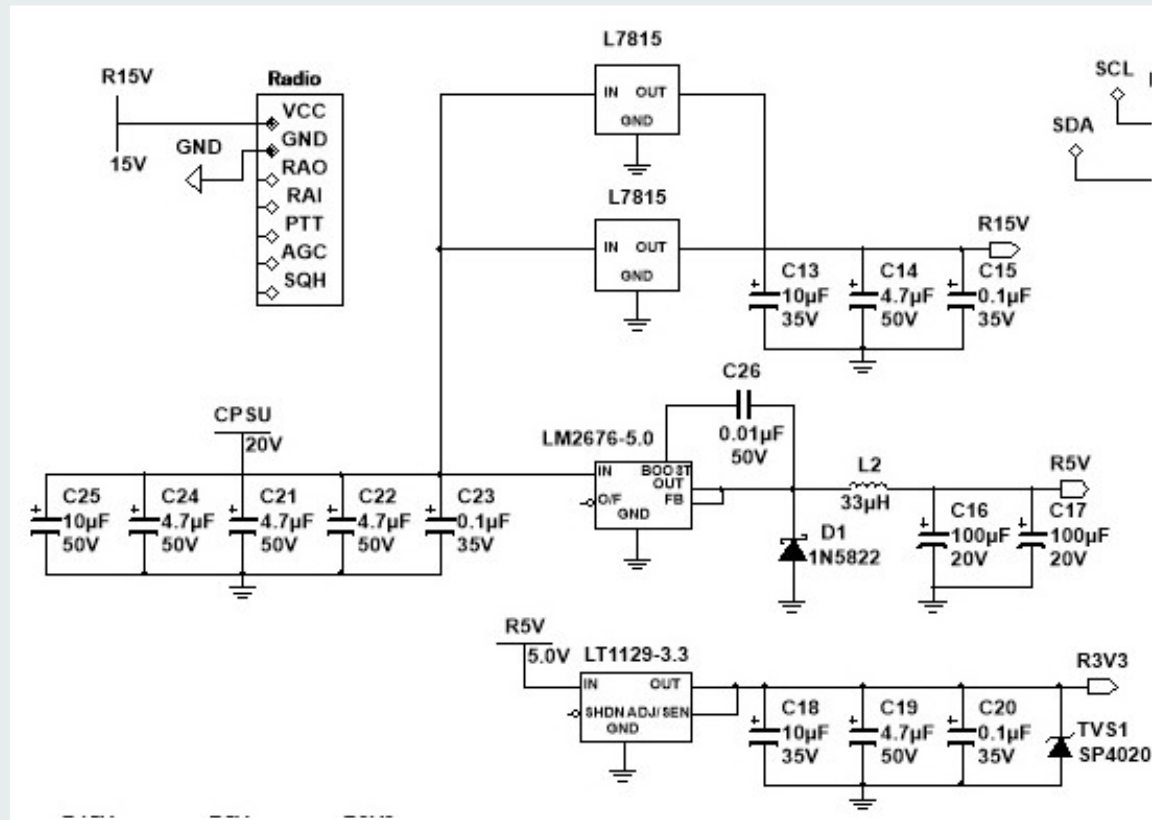 L7815
IN OUT
GND
R15V
15V
GND
Radio
VCC
GND
RAO
RAI
PTT
AGC
SQH
SCL
SDA
L7815
IN OUT
GND
R15V
C13
10µF
35V
C14
4.7µF
50V
C15
0.1µF
35V
CPSU
20V
C25
10µF
50V
C24
4.7µF
50V
C21
4.7µF
50V
C22
4.7µF
50V
C23
0.1µF
35V
C26
0.01µF
50V
LM2676-5.0
IN BOOST
OUT
O/F FB
GND
D1
1N5822
L2
33µH
R5V
C16
100µF
20V
C17
100µF
20V
R5V
5.0V
LT1129-3.3
IN OUT
SHDN ADJ/SEN
GND
R3V3
C18
10µF
35V
C19
4.7µF
50V
C20
0.1µF
35V
TVS1
SP4020